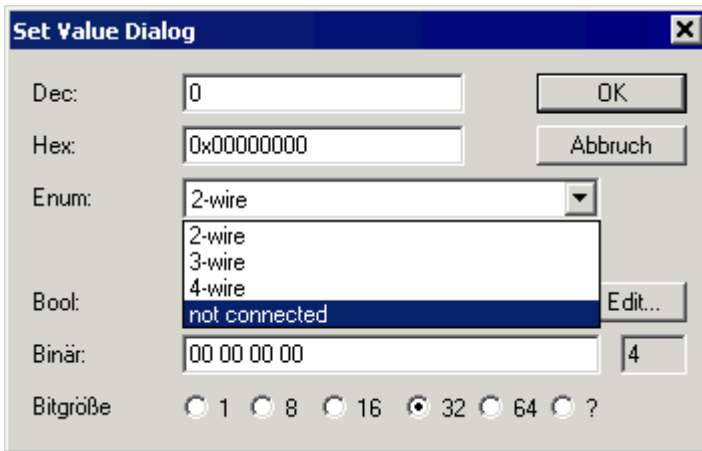 Set Value Dialog
Dec: 0 OK
Hex: 0x00000000 Abbruch
Enum: 2-wire
2-wire
3-wire
4-wire
Bool: not connected Edit...
Binär: 00 00 00 00 4
Bitgröße 1 8 16 32 64 ?